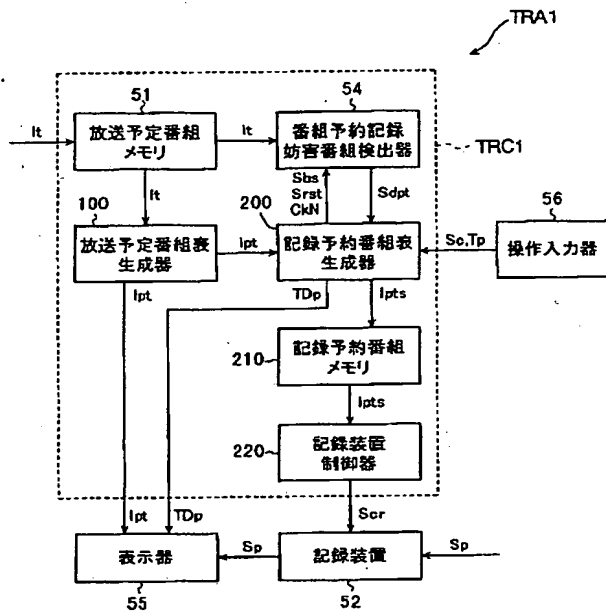 TRA1
51
54
放送予定番組
メモリ
It
It
番組予約記録
妨害番組検出器
TRC1
It
Sbs
Srst
CkN
Sdpt
100
200
56
放送予定番組表
生成器
Ipt
記録予約番組表
生成器
Sc,Tp
操作入力器
Ipt
TDp
Ipts
210
記録予約番組
メモリ
Ipts
220
記録装置
制御器
Ipt
TDp
Scr
表示器
Sp
記録装置
Sp
55
52